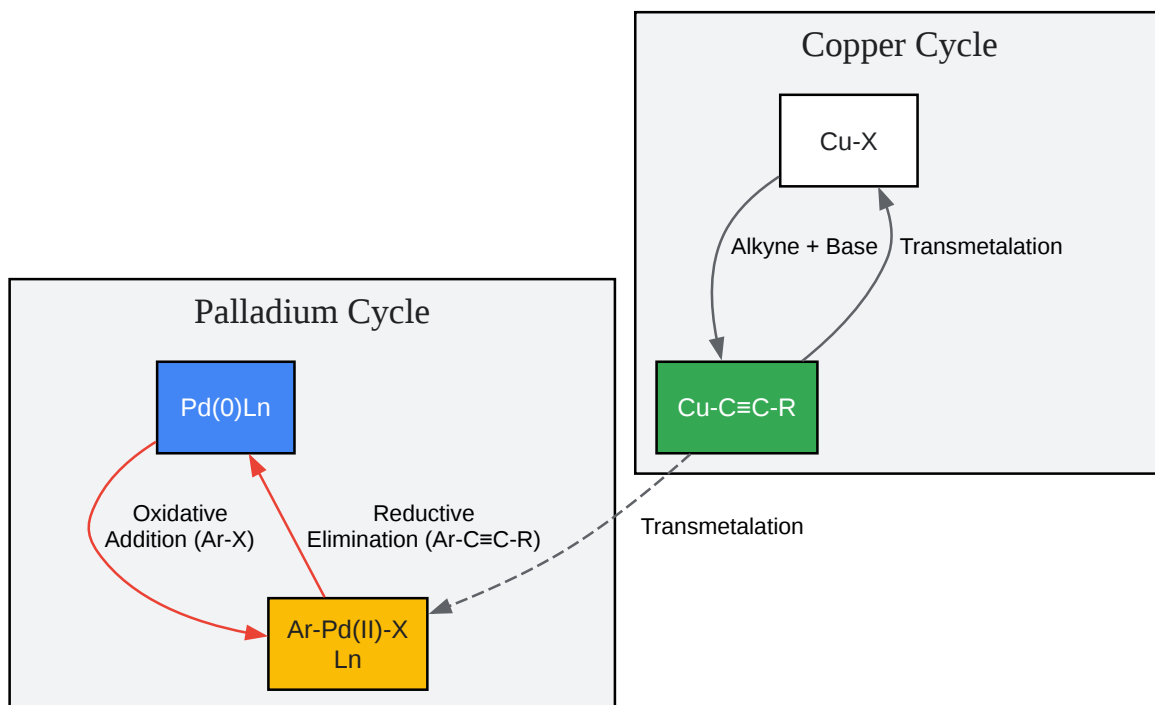 Copper Cycle
Cu-X
Alkyne + Base
Transmetalation
Cu-C≡C-R
Palladium Cycle
Pd(0)Ln
Oxidative
Addition (Ar-X)
Reductive
Elimination (Ar-C≡C-R)
Transmetalation
Ar-Pd(II)-X
Ln